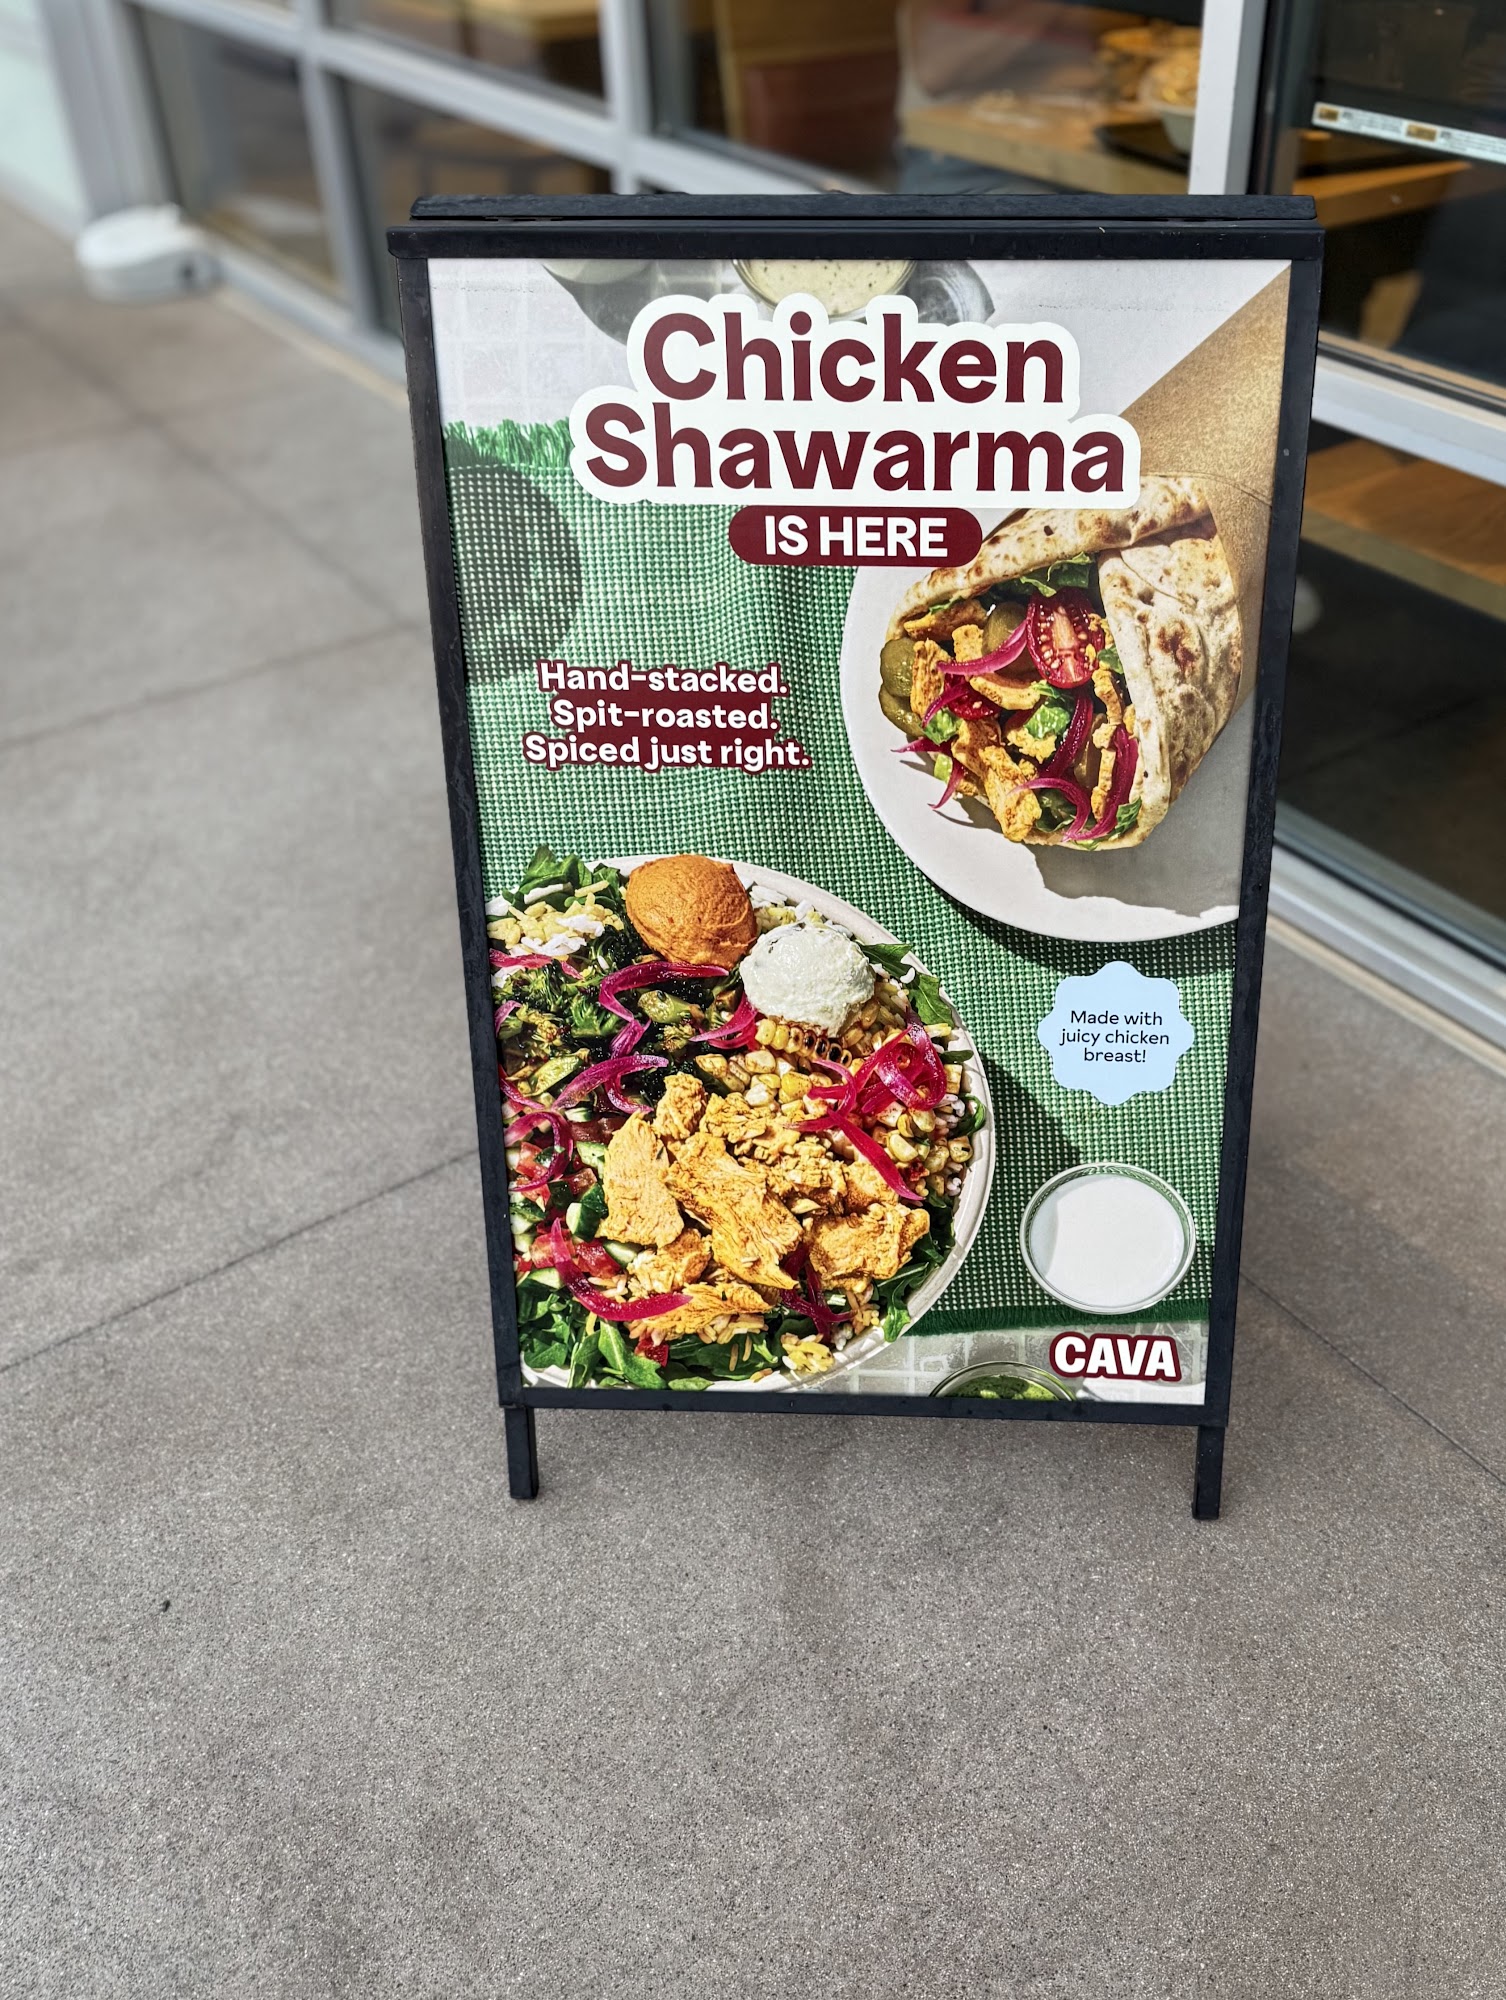 Chicken
Shawarma
IS HERE
Hand-stacked.
Spit-roasted.
Spiced just right.
Made with
juicy chicken
breast!
CAVA